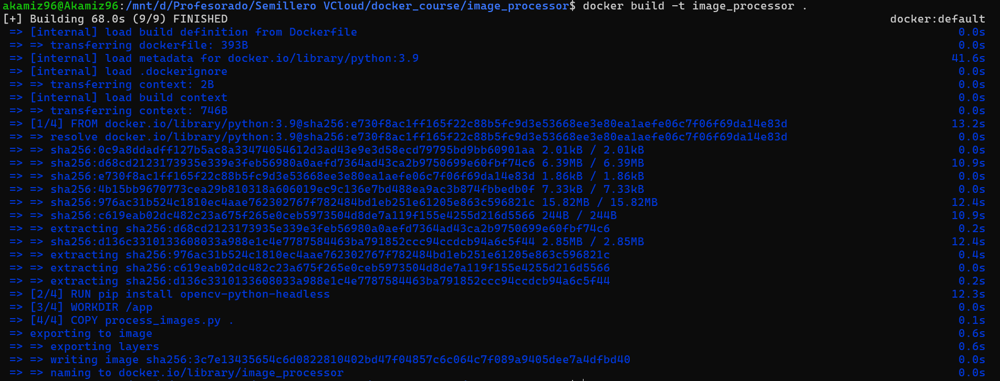 akamiz96@Akamiz96:/mnt/d/Profesorado/Semillero VCloud/docker_course/image_processor$ docker build -t image_processor .
[+] Building 68.0s (9/9) FINISHED docker:default
=> [internal] load build definition from Dockerfile 0.0s
=> => transferring dockerfile: 393B 0.0s
=> [internal] load metadata for docker.io/library/python:3.9 41.6s
=> [internal] load .dockerignore 0.0s
=> => transferring context: 2B 0.0s
=> [internal] load build context 0.0s
=> => transferring context: 746B 0.0s
=> [1/4] FROM docker.io/library/python:3.9@sha256:e730f8ac1ff165f22c88b5fc9d3e53668ee3e80ea1aefe06c7f06f69da14e83d 13.2s
=> => resolve docker.io/library/python:3.9@sha256:e730f8ac1ff165f22c88b5fc9d3e53668ee3e80ea1aefe06c7f06f69da14e83d 0.0s
=> => sha256:0c9a8ddadff127b5ac8a33474054612d3ad43e9e3d58ecd79795bd9bb60901aa 2.01kB / 2.01kB 0.0s
=> => sha256:d68cd2123173935e339e3feb56980a0aefd7364ad43ca2b9750699e60fbf74c6 6.39MB / 6.39MB 10.9s
=> => sha256:e730f8ac1ff165f22c88b5fc9d3e53668ee3e80ea1aefe06c7f06f69da14e83d 1.86kB / 1.86kB 0.0s
=> => sha256:4b15bb9670773cea29b810318a606019ec9c136e7bd488ea9ac3b874fbbedb0f 7.33kB / 7.33kB 0.0s
=> => sha256:976ac31b524c1810ec4aae762302767f782484bd1eb251e61205e863c596821c 15.82MB / 15.82MB 12.4s
=> => sha256:c619eab02dc482c23a675f265e0ceb5973504d8de7a119f155e4255d216d5566 244B / 244B 10.9s
=> => extracting sha256:d68cd2123173935e339e3feb56980a0aefd7364ad43ca2b9750699e60fbf74c6 0.2s
=> => sha256:d136c3310133608033a988e1c4e7787584463ba791852ccc94ccdcb94a6c5f44 2.85MB / 2.85MB 12.4s
=> => extracting sha256:976ac31b524c1810ec4aae762302767f782484bd1eb251e61205e863c596821c 0.4s
=> => extracting sha256:c619eab02dc482c23a675f265e0ceb5973504d8de7a119f155e4255d216d5566 0.0s
=> => extracting sha256:d136c3310133608033a988e1c4e7787584463ba791852ccc94ccdcb94a6c5f44 0.2s
=> [2/4] RUN pip install opencv-python-headless 12.3s
=> [3/4] WORKDIR /app 0.0s
=> [4/4] COPY process_images.py . 0.1s
=> exporting to image 0.6s
=> => exporting layers 0.6s
=> => writing image sha256:3c7e13435654c6d0822810402bd47f04857c6c064c7f089a9405dee7a4dfbd40 0.0s
=> => naming to docker.io/library/image_processor 0.0s